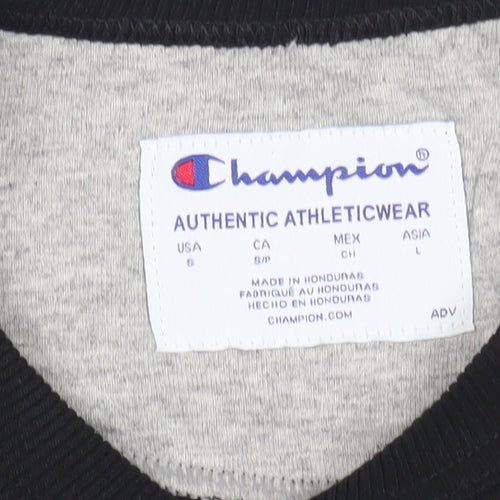 Champion®
AUTHENTIC ATHLETICWEAR
USA CA MEX ASIA
S S/P CH L
MADE IN HONDURAS
FABRIQUÉ AU HONDURAS
HECHO EN HONDURAS
CHAMPION.COM ADV